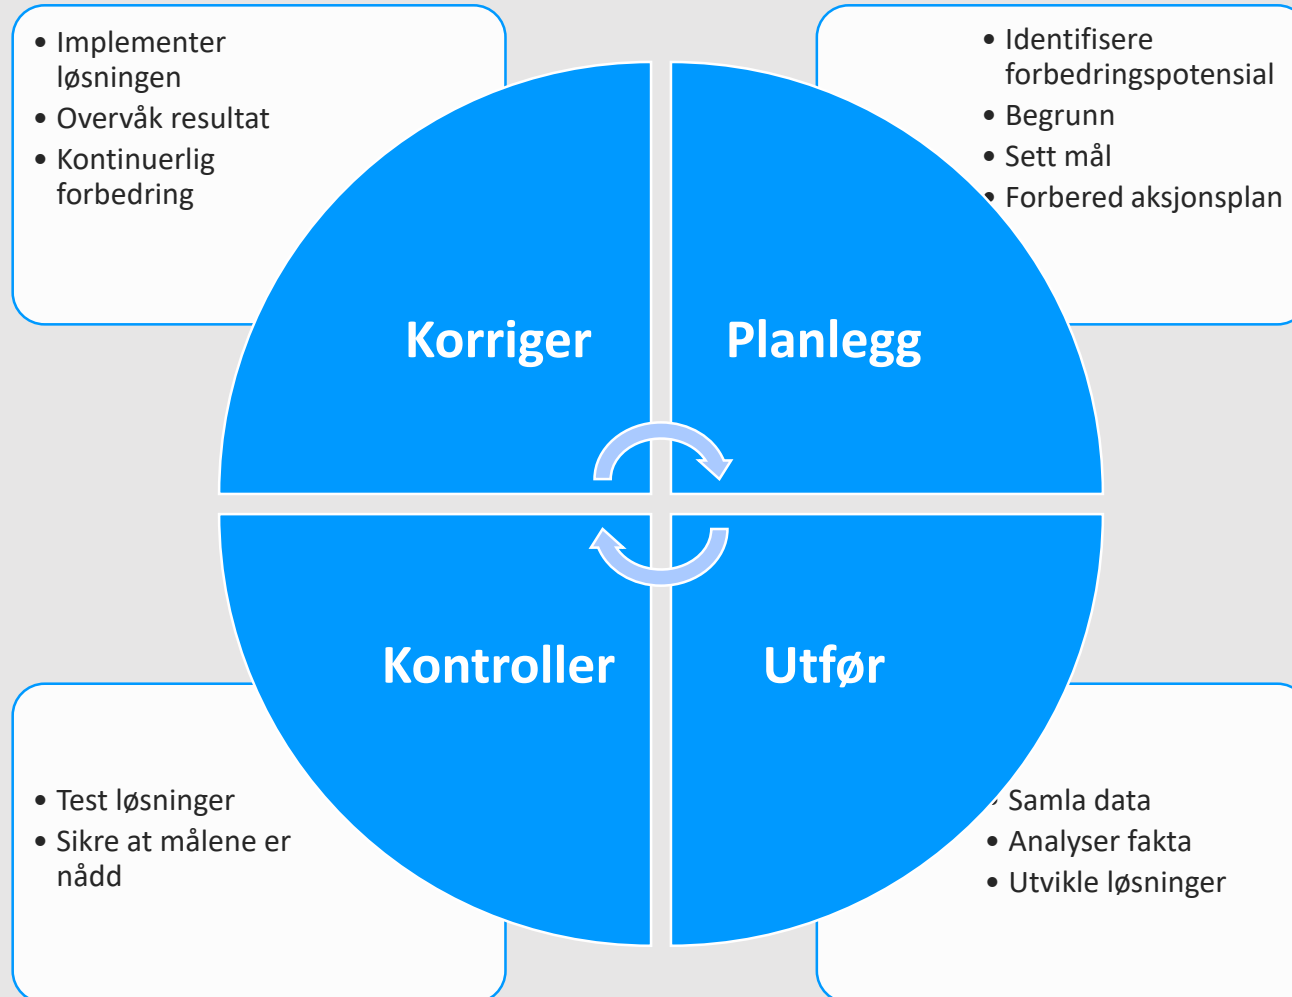 • Implementer
løsningen
• Overvåk resultat
• Kontinuerlig
forbedring
• Identifisere
forbedringspotensial
• Begrunn
• Sett mål
• Forbered aksjonsplan
Korriger
Planlegg
Kontroller
Utfør
• Test løsninger
• Sikre at målene er
nådd
• Samla data
• Analyser fakta
• Utvikle løsninger